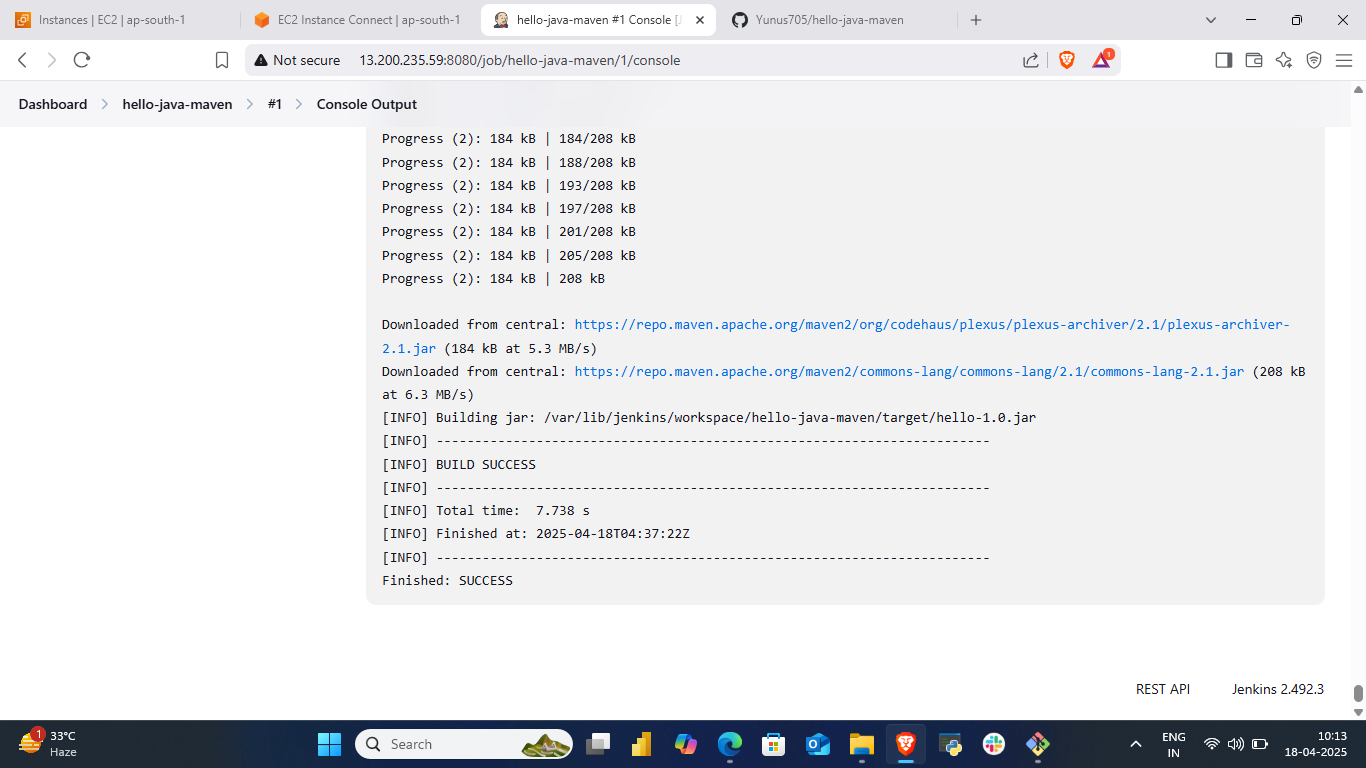 Instances | EC2 | ap-south-1
EC2 Instance Connect | ap-south-1
hello-java-maven #1 Console [J
Yunus705/hello-java-maven
Not secure
13.200.235.59:8080/job/hello-java-maven/1/console
1
Dashboard
hello-java-maven
#1
Console Output
Progress (2): 184 kB | 184/208 kB
Progress (2): 184 kB | 188/208 kB
Progress (2): 184 kB | 193/208 kB
Progress (2): 184 kB | 197/208 kB
Progress (2): 184 kB | 201/208 kB
Progress (2): 184 kB | 205/208 kB
Progress (2): 184 kB | 208 kB
Downloaded from central: https://repo.maven.apache.org/maven2/org/codehaus/plexus/plexus-archiver/2.1/plexus-archiver-
2.1.jar (184 kB at 5.3 MB/s)
Downloaded from central: https://repo.maven.apache.org/maven2/commons-lang/commons-lang/2.1/commons-lang-2.1.jar (208 kB
at 6.3 MB/s)
[INFO] Building jar: /var/lib/jenkins/workspace/hello-java-maven/target/hello-1.0.jar
[INFO] ------------------------------------------------------------------------
[INFO] BUILD SUCCESS
[INFO] ------------------------------------------------------------------------
[INFO] Total time:  7.738 s
[INFO] Finished at: 2025-04-18T04:37:22Z
[INFO] ------------------------------------------------------------------------
Finished: SUCCESS
REST API
Jenkins 2.492.3
1
33°C
Haze
Search
ENG
IN
10:13
18-04-2025